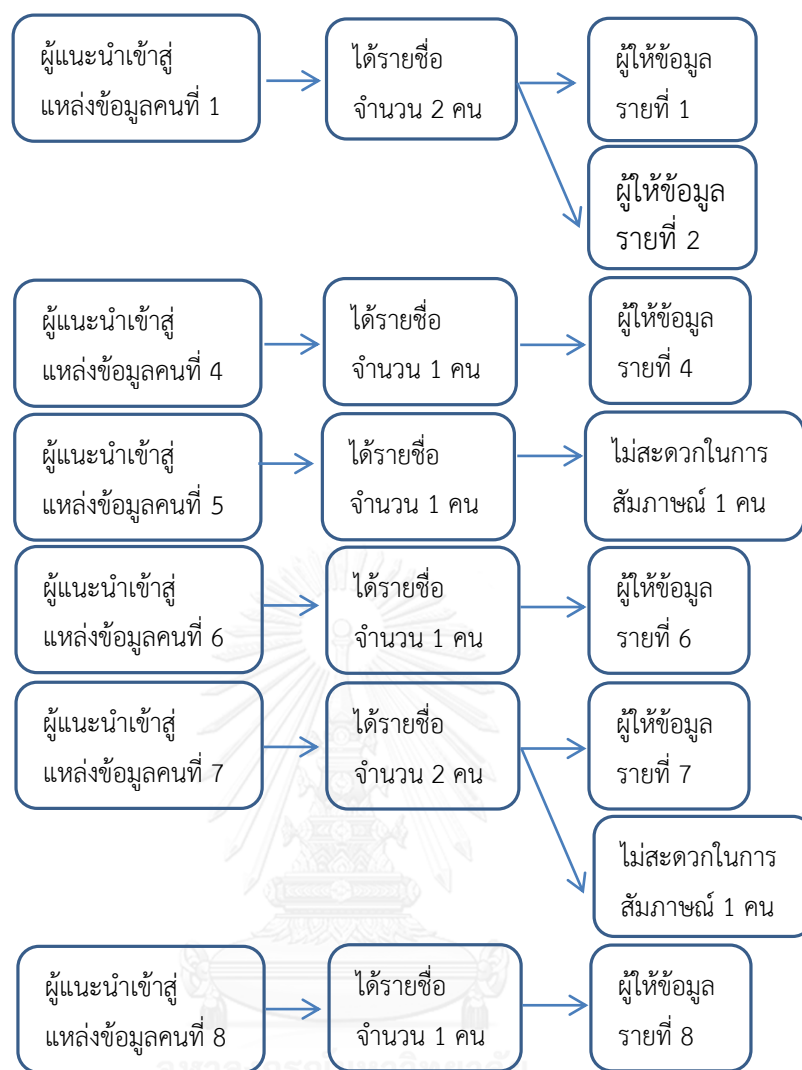 ผู้แนะนำเข้าสู่
แหล่งข้อมูลคนที่ 1
ได้รายชื่อ
จำนวน 2 คน
ผู้ให้ข้อมูล
รายที่ 1
ผู้ให้ข้อมูล
รายที่ 2
ผู้แนะนำเข้าสู่
แหล่งข้อมูลคนที่ 4
ได้รายชื่อ
จำนวน 1 คน
ผู้ให้ข้อมูล
รายที่ 4
ผู้แนะนำเข้าสู่
แหล่งข้อมูลคนที่ 5
ได้รายชื่อ
จำนวน 1 คน
ไม่สะดวกในการ
สัมภาษณ์ 1 คน
ผู้แนะนำเข้าสู่
แหล่งข้อมูลคนที่ 6
ได้รายชื่อ
จำนวน 1 คน
ผู้ให้ข้อมูล
รายที่ 6
ผู้แนะนำเข้าสู่
แหล่งข้อมูลคนที่ 7
ได้รายชื่อ
จำนวน 2 คน
ผู้ให้ข้อมูล
รายที่ 7
ไม่สะดวกในการ
สัมภาษณ์ 1 คน
ผู้แนะนำเข้าสู่
แหล่งข้อมูลคนที่ 8
ได้รายชื่อ
จำนวน 1 คน
ผู้ให้ข้อมูล
รายที่ 8